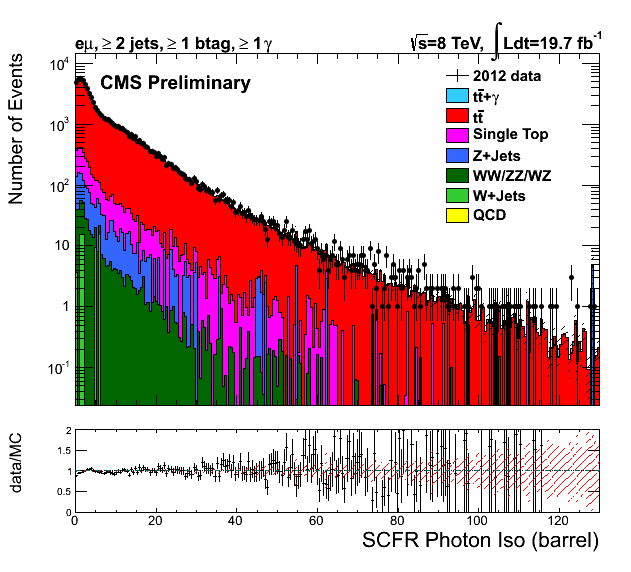 eμ, ≥ 2 jets, ≥ 1 btag, ≥ 1 γ
√s=8 TeV, ∫Ldt=19.7 fb⁻¹
CMS Preliminary
2012 data
tt̄+γ
tt̄
Single Top
Z+Jets
WW/ZZ/WZ
W+Jets
QCD
Number of Events
10⁴
10³
10²
10
1
10⁻¹
data/MC
2
1.5
1
0.5
0
0 20 40 60 80 100 120
SCFR Photon Iso (barrel)